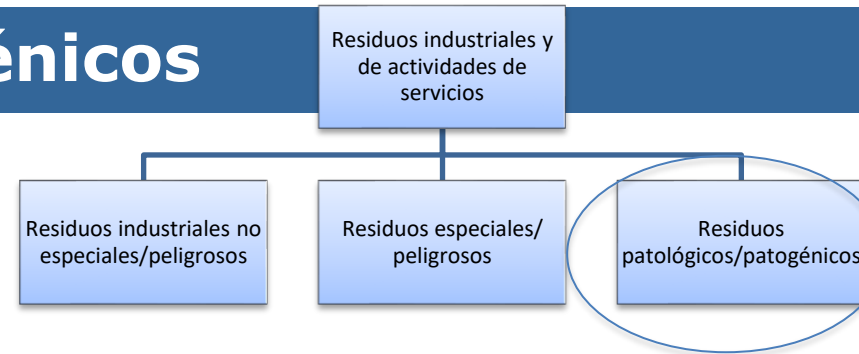 énicos
Residuos industriales y
de actividades de
servicios
Residuos industriales no
especiales/peligrosos
Residuos especiales/
peligrosos
Residuos
patológicos/patogénicos